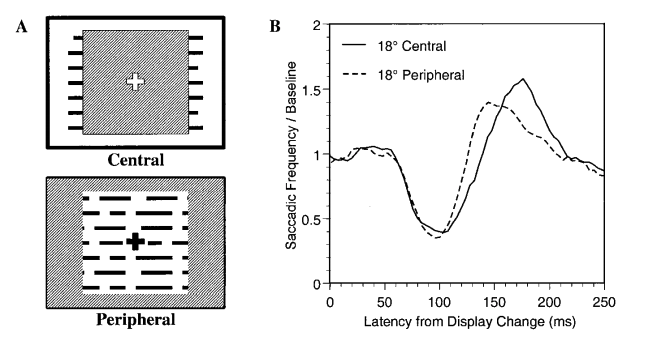 A
Central
Peripheral
B
Saccadic Frequency / Baseline
2
1.5
1
0.5
0
18° Central
18° Peripheral
0
50
100
150
200
250
Latency from Display Change (ms)